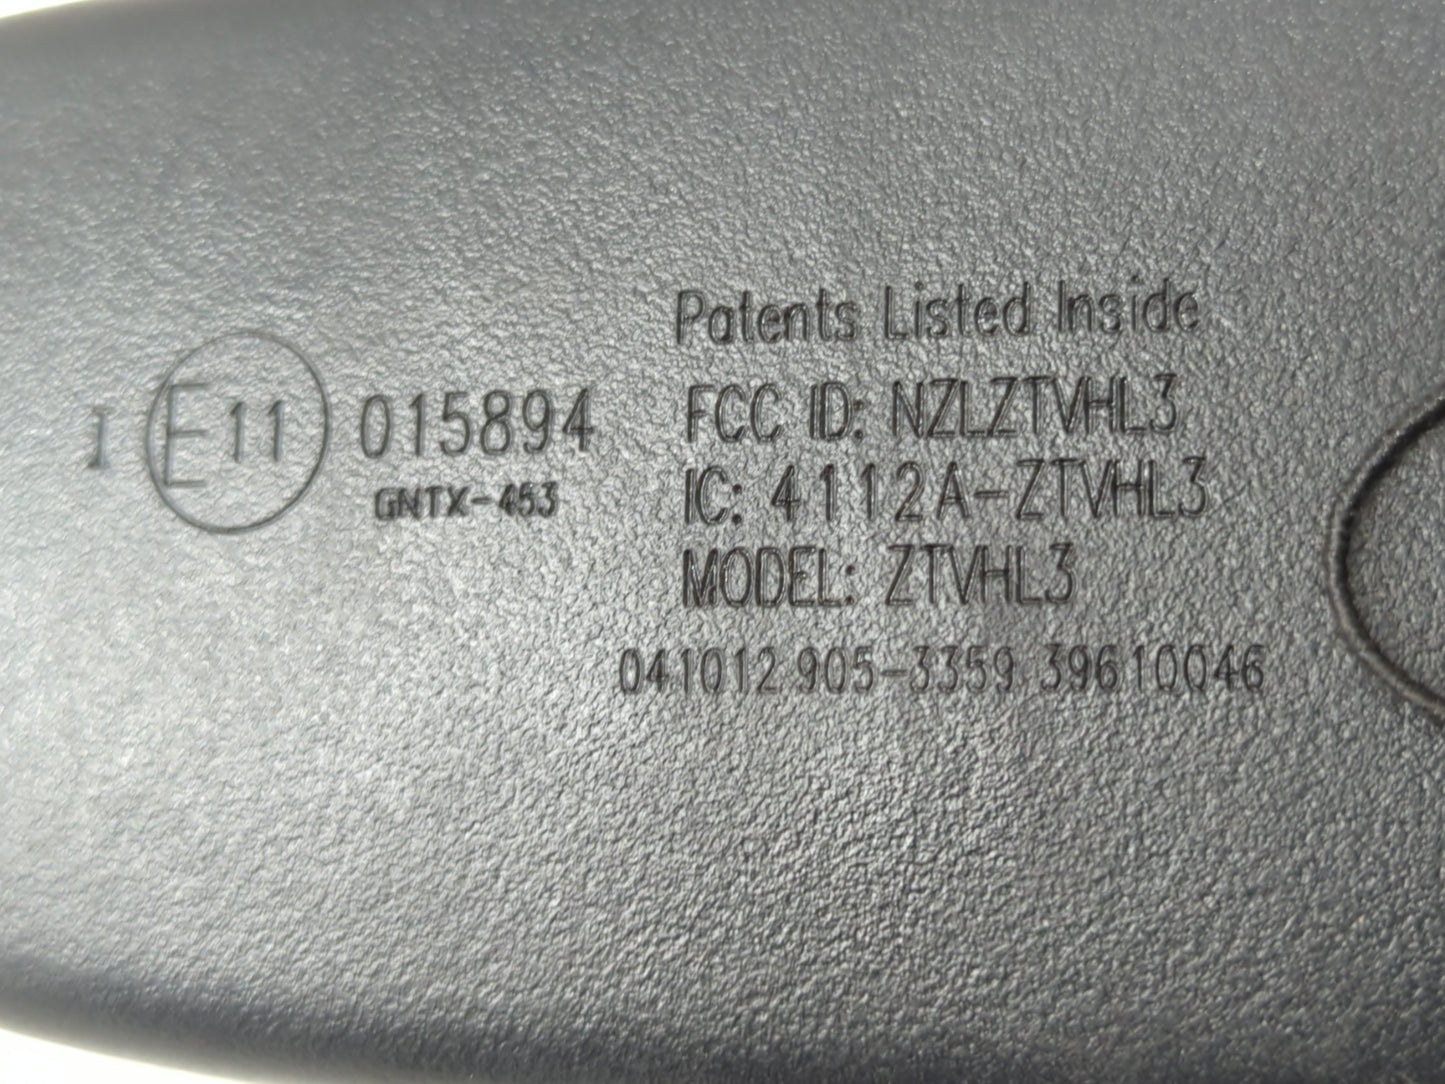 I E11 015894
GNTX-453
Patents Listed Inside
FCC ID: NZLZTVHL3
IC: 4112A-ZTVHL3
MODEL: ZTVHL3
041012 905-3359 39610046